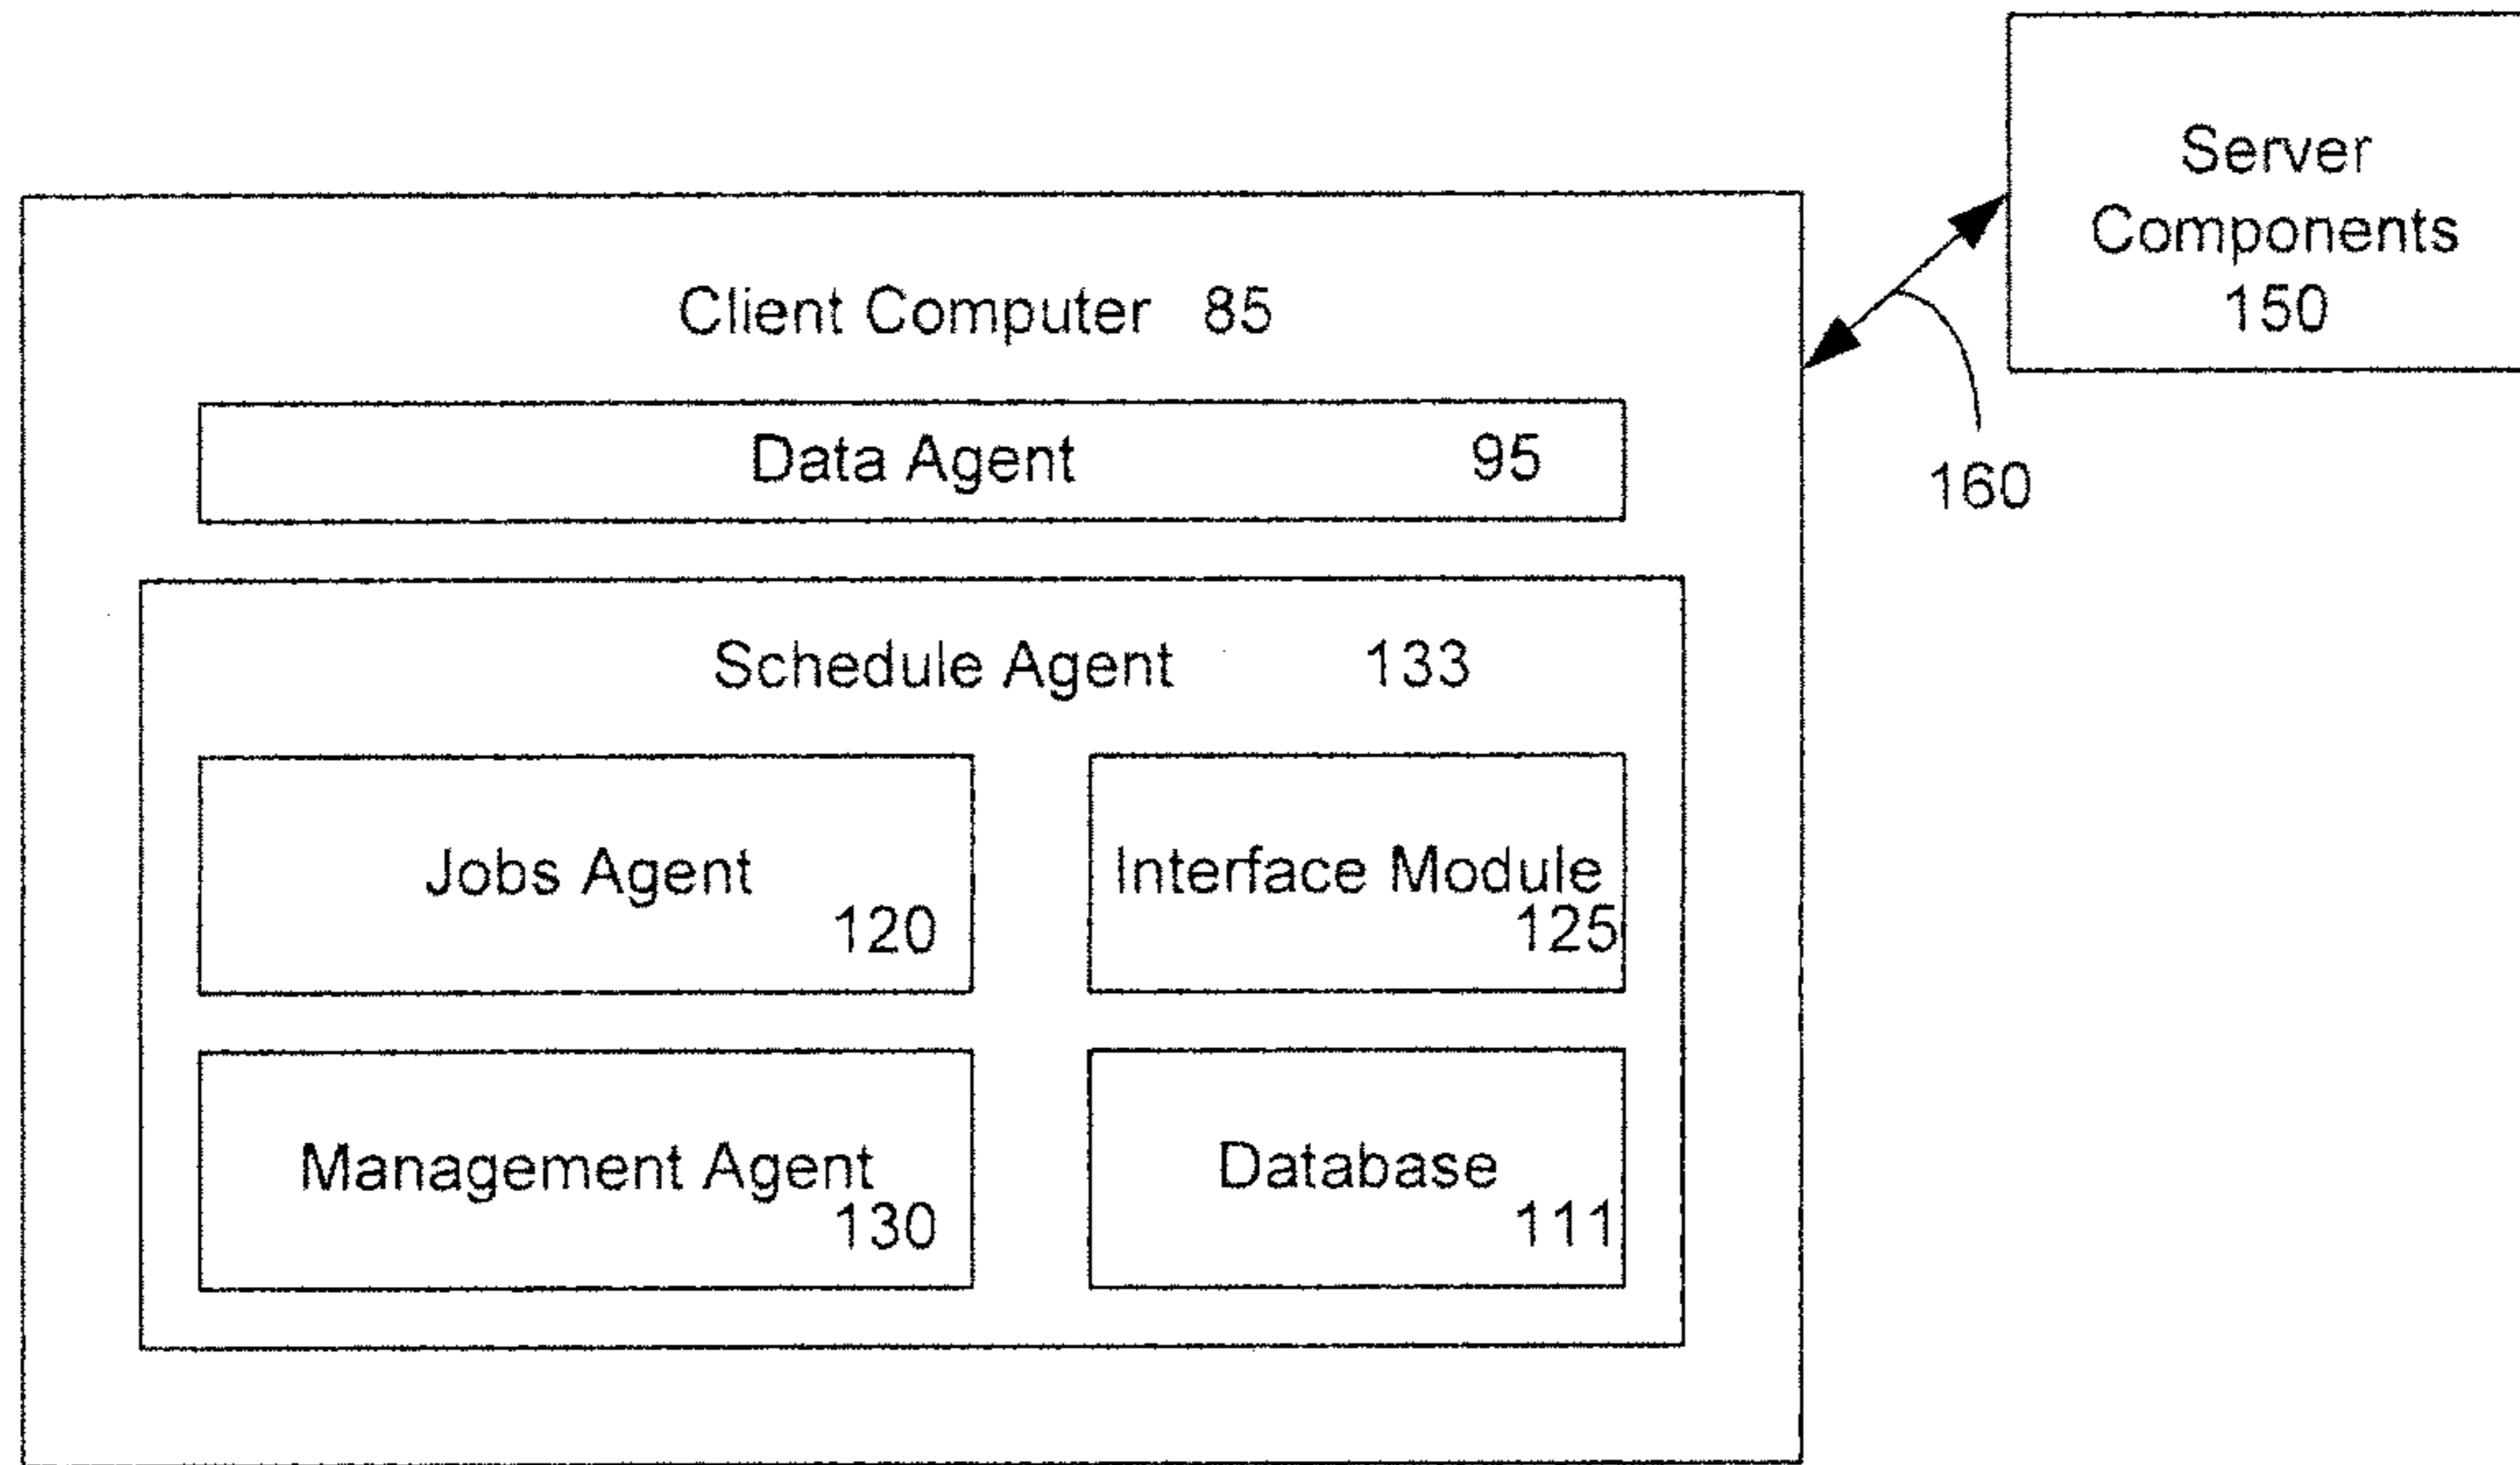 Server
Components
150
Client Computer 85
Data Agent 95
160
Schedule Agent 133
Jobs Agent
120
Interface Module
125
Management Agent
130
Database
111